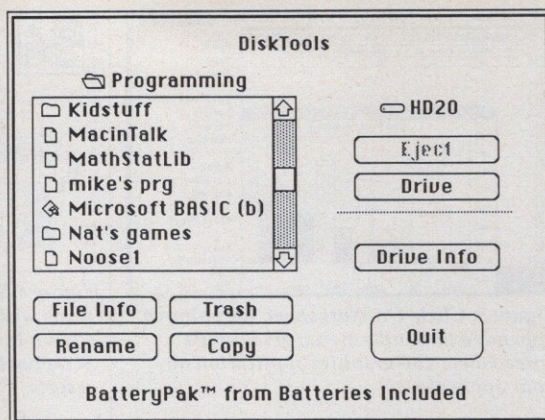 DiskTools
Programming
Kidstuff
MacinTalk
MathStatLib
mike's prg
Microsoft BASIC (b)
Nat's games
Noose1
HD20
Eject
Drive
Drive Info
File Info
Trash
Rename
Copy
Quit
BatteryPak™ from Batteries Included